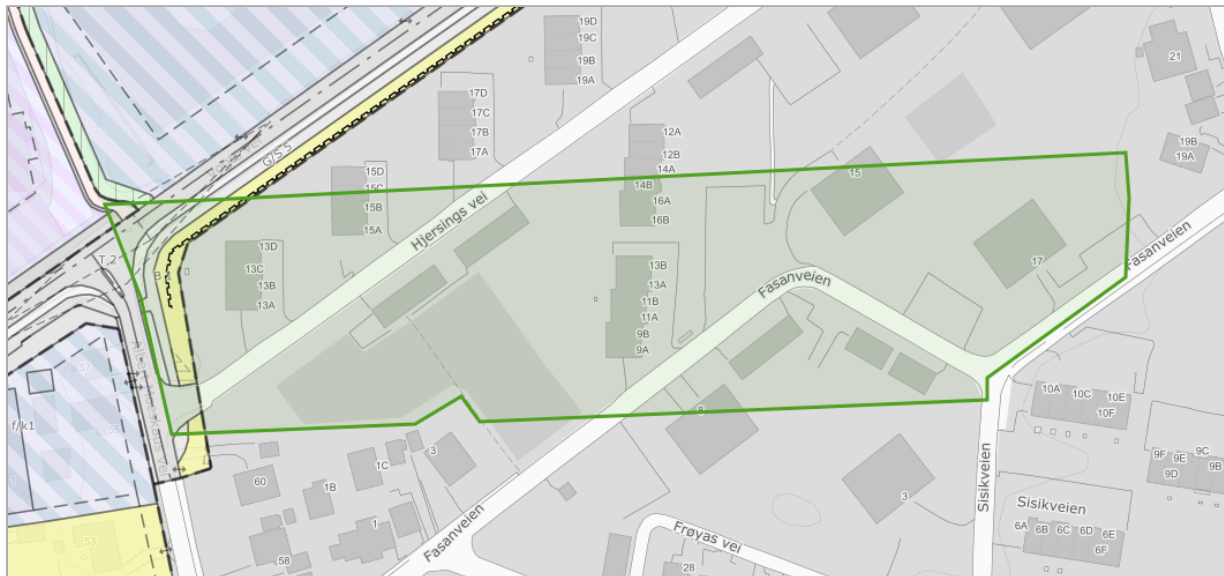 19D
19C
19B
19A
17D
17C
17B
17A
21
19B
19A
12A
12B
14A
14B
16A
16B
15
15D
15C
15B
15A
G/S 5
Hjersings vei
T 2
13D
13C
13B
13A
13B
13A
11B
11A
9B
9A
Fasanveien
17
Fasanveien
8
57
55
f/k1
1
60
1B
1C
3
1
58
53
Fasanveien
3
Frøyas vei
28
Sisikveien
10A
10C
10E
10F
9F
9E
9D
9C
9B
Sisikveien
6A
6B
6C
6D
6E
6F